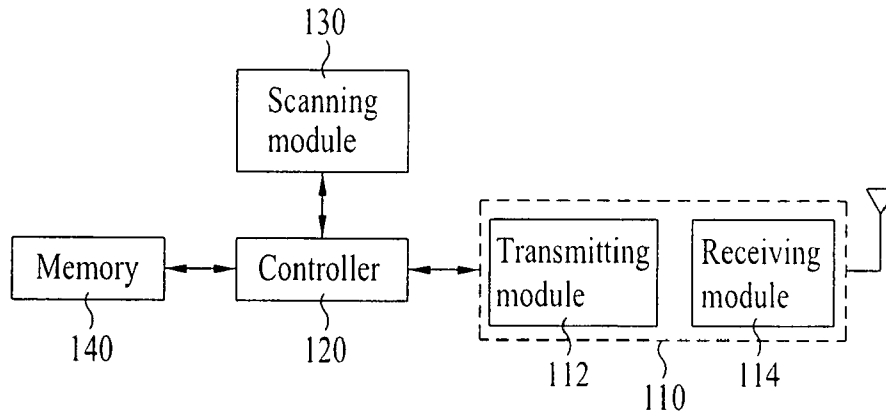 130
Scanning
module
Memory
Controller
Transmitting
module
Receiving
module
140
120
112
110
114